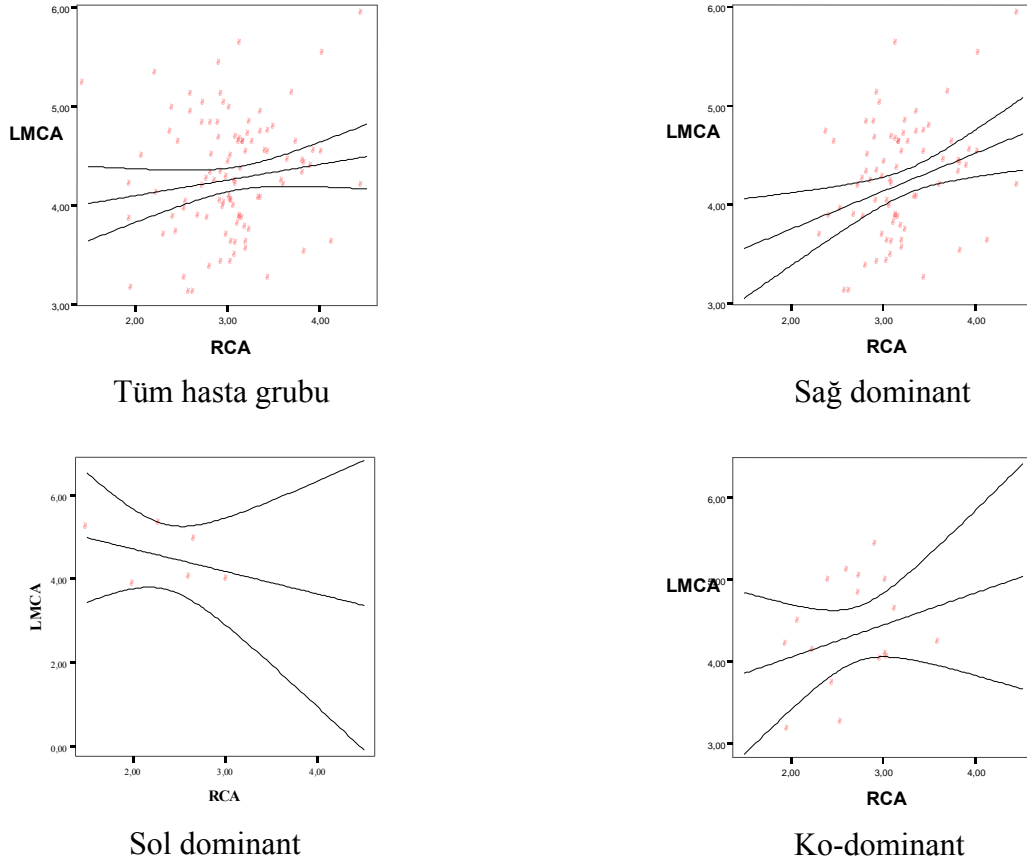 6,00
5,00
LMCA
4,00
3,00
2,00 3,00 4,00
RCA
Tüm hasta grubu
6,00
5,00
LMCA
4,00
3,00
2,00 3,00 4,00
RCA
Sağ dominant
6,00
4,00
LMCA
2,00
0,00
2,00 3,00 4,00
RCA
Sol dominant
6,00
LMCA 5,00
4,00
3,00
2,00 3,00 4,00
RCA
Ko-dominant